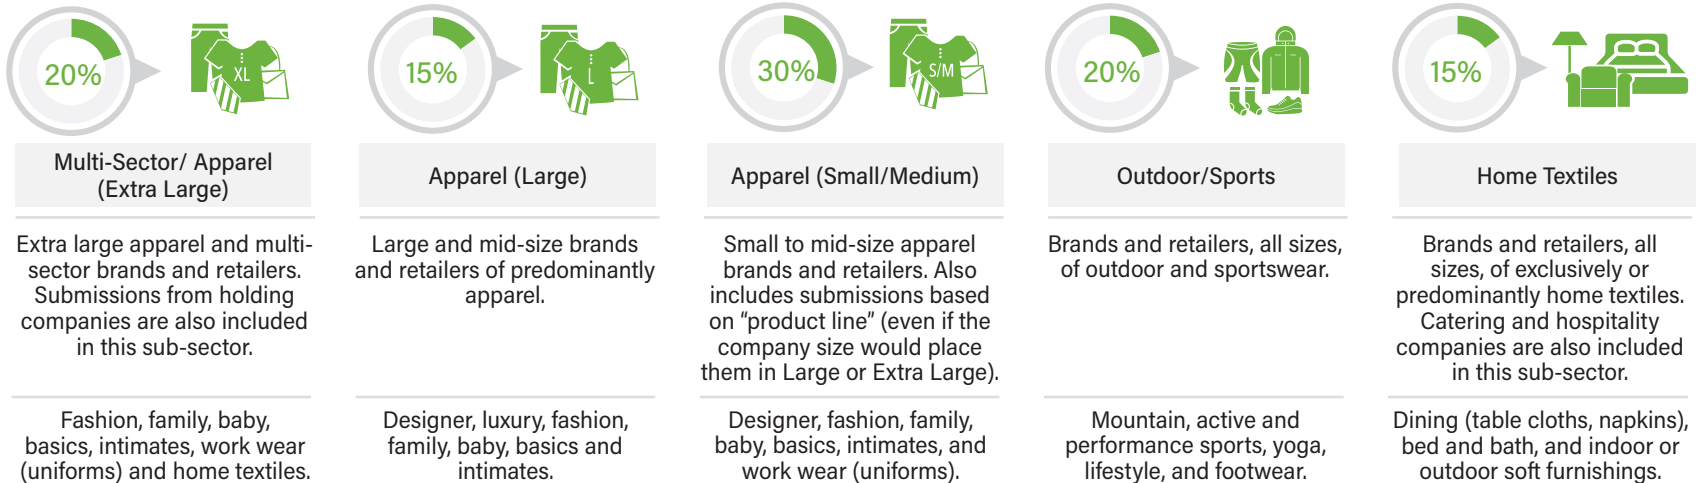 20%
XL
Multi-Sector/ Apparel
(Extra Large)
Extra large apparel and multi-
sector brands and retailers.
Submissions from holding
companies are also included
in this sub-sector.
Fashion, family, baby,
basics, intimates, work wear
(uniforms) and home textiles.
15%
L
Apparel (Large)
Large and mid-size brands
and retailers of predominantly
apparel.
Designer, luxury, fashion,
family, baby, basics and
intimates.
30%
S/M
Apparel (Small/Medium)
Small to mid-size apparel
brands and retailers. Also
includes submissions based
on “product line” (even if the
company size would place
them in Large or Extra Large).
Designer, fashion, family,
baby, basics, intimates, and
work wear (uniforms).
20%
Outdoor/Sports
Brands and retailers, all sizes,
of outdoor and sportswear.
Mountain, active and
performance sports, yoga,
lifestyle, and footwear.
15%
Home Textiles
Brands and retailers, all
sizes, of exclusively or
predominantly home textiles.
Catering and hospitality
companies are also included
in this sub-sector.
Dining (table cloths, napkins),
bed and bath, and indoor or
outdoor soft furnishings.